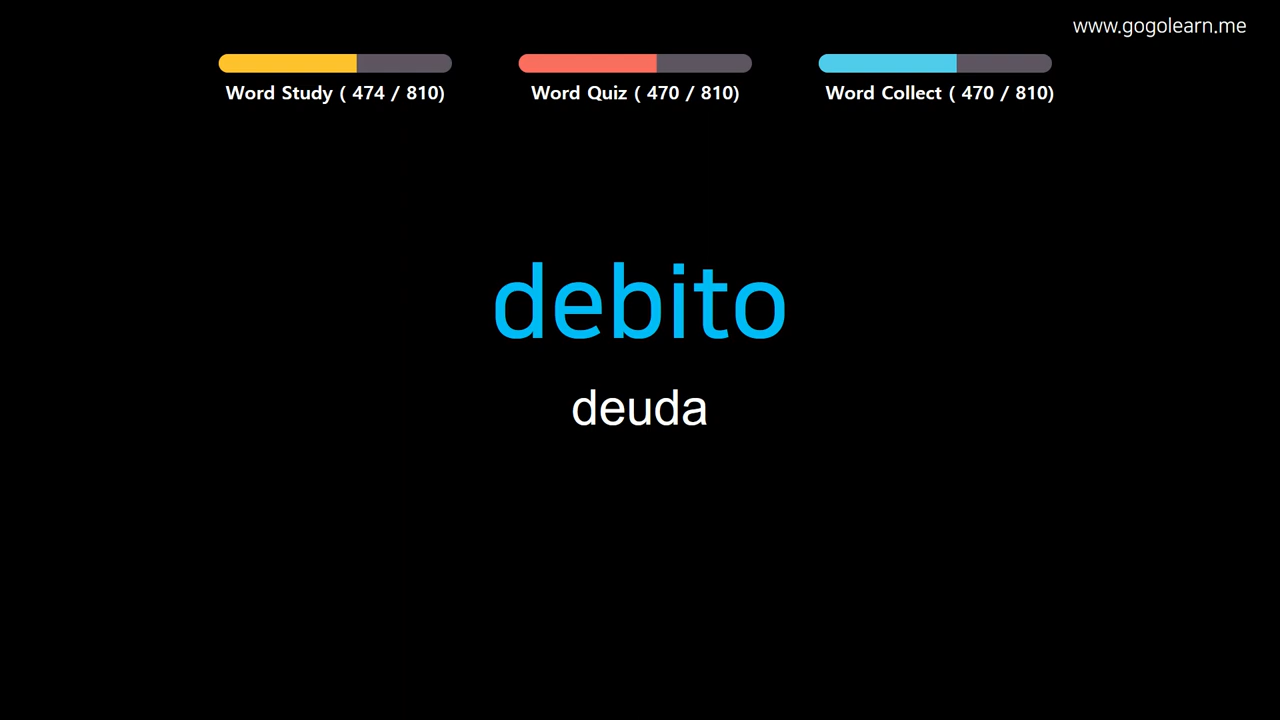 www.gogolearn.me
Word Study ( 474 / 810)
Word Quiz ( 470 / 810)
Word Collect ( 470 / 810)
debito
deuda